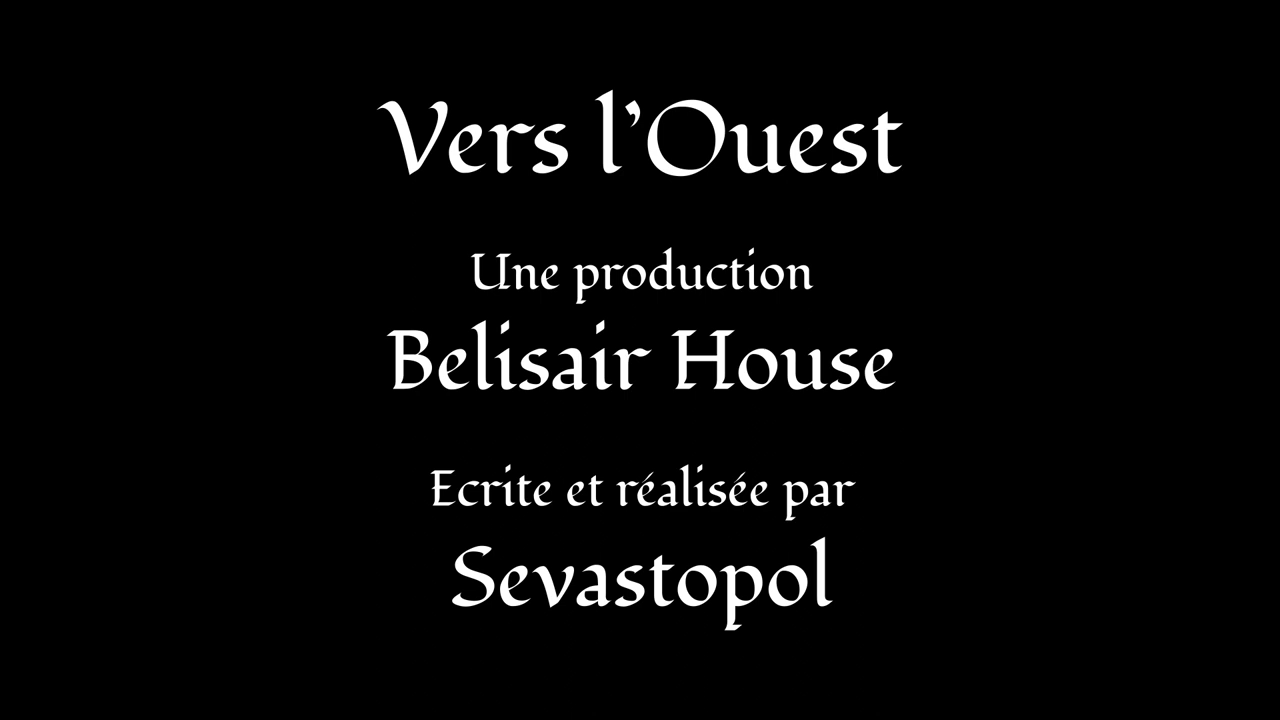 Vers l’Ouest
Une production
Belisair House
Ecrite et réalisée par
Sevastopol